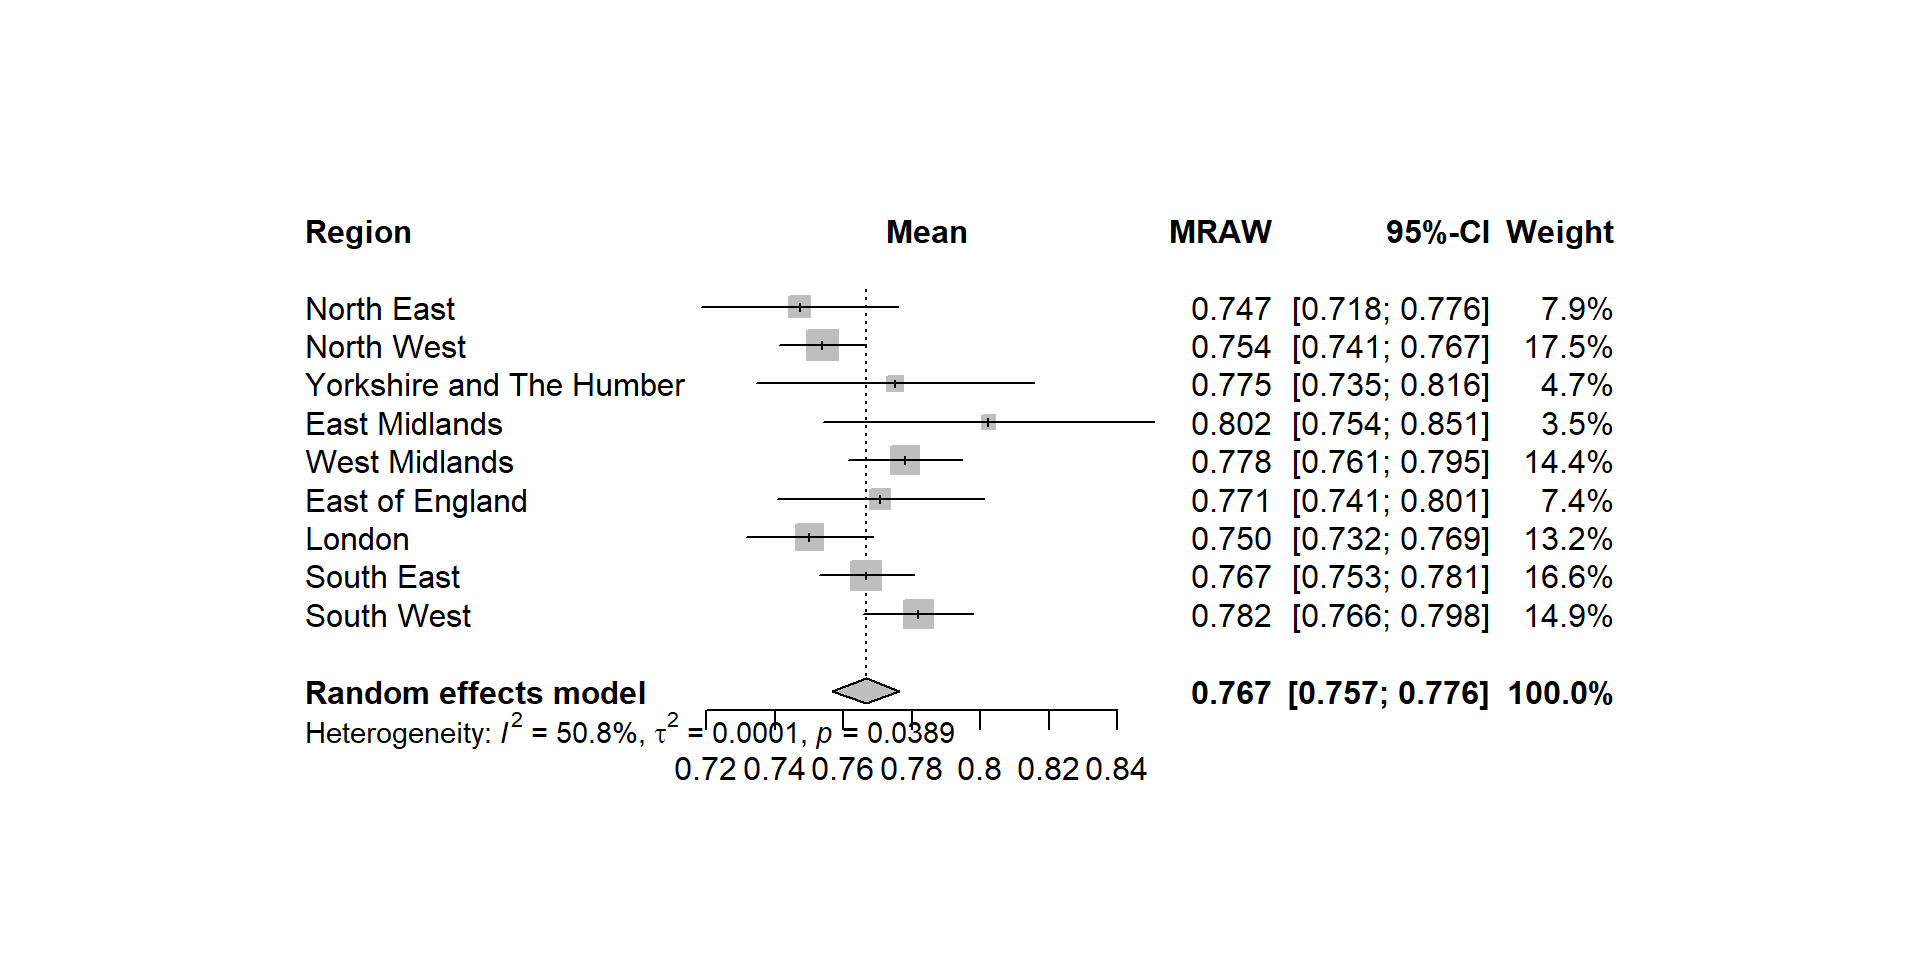 Region Mean MRAW 95%-CI Weight
North East 0.747 [0.718; 0.776] 7.9%
North West 0.754 [0.741; 0.767] 17.5%
Yorkshire and The Humber 0.775 [0.735; 0.816] 4.7%
East Midlands 0.802 [0.754; 0.851] 3.5%
West Midlands 0.778 [0.761; 0.795] 14.4%
East of England 0.771 [0.741; 0.801] 7.4%
London 0.750 [0.732; 0.769] 13.2%
South East 0.767 [0.753; 0.781] 16.6%
South West 0.782 [0.766; 0.798] 14.9%
Random effects model 0.767 [0.757; 0.776] 100.0%
Heterogeneity: I² = 50.8%, τ² = 0.0001, p = 0.0389
0.72 0.74 0.76 0.78 0.8 0.82 0.84